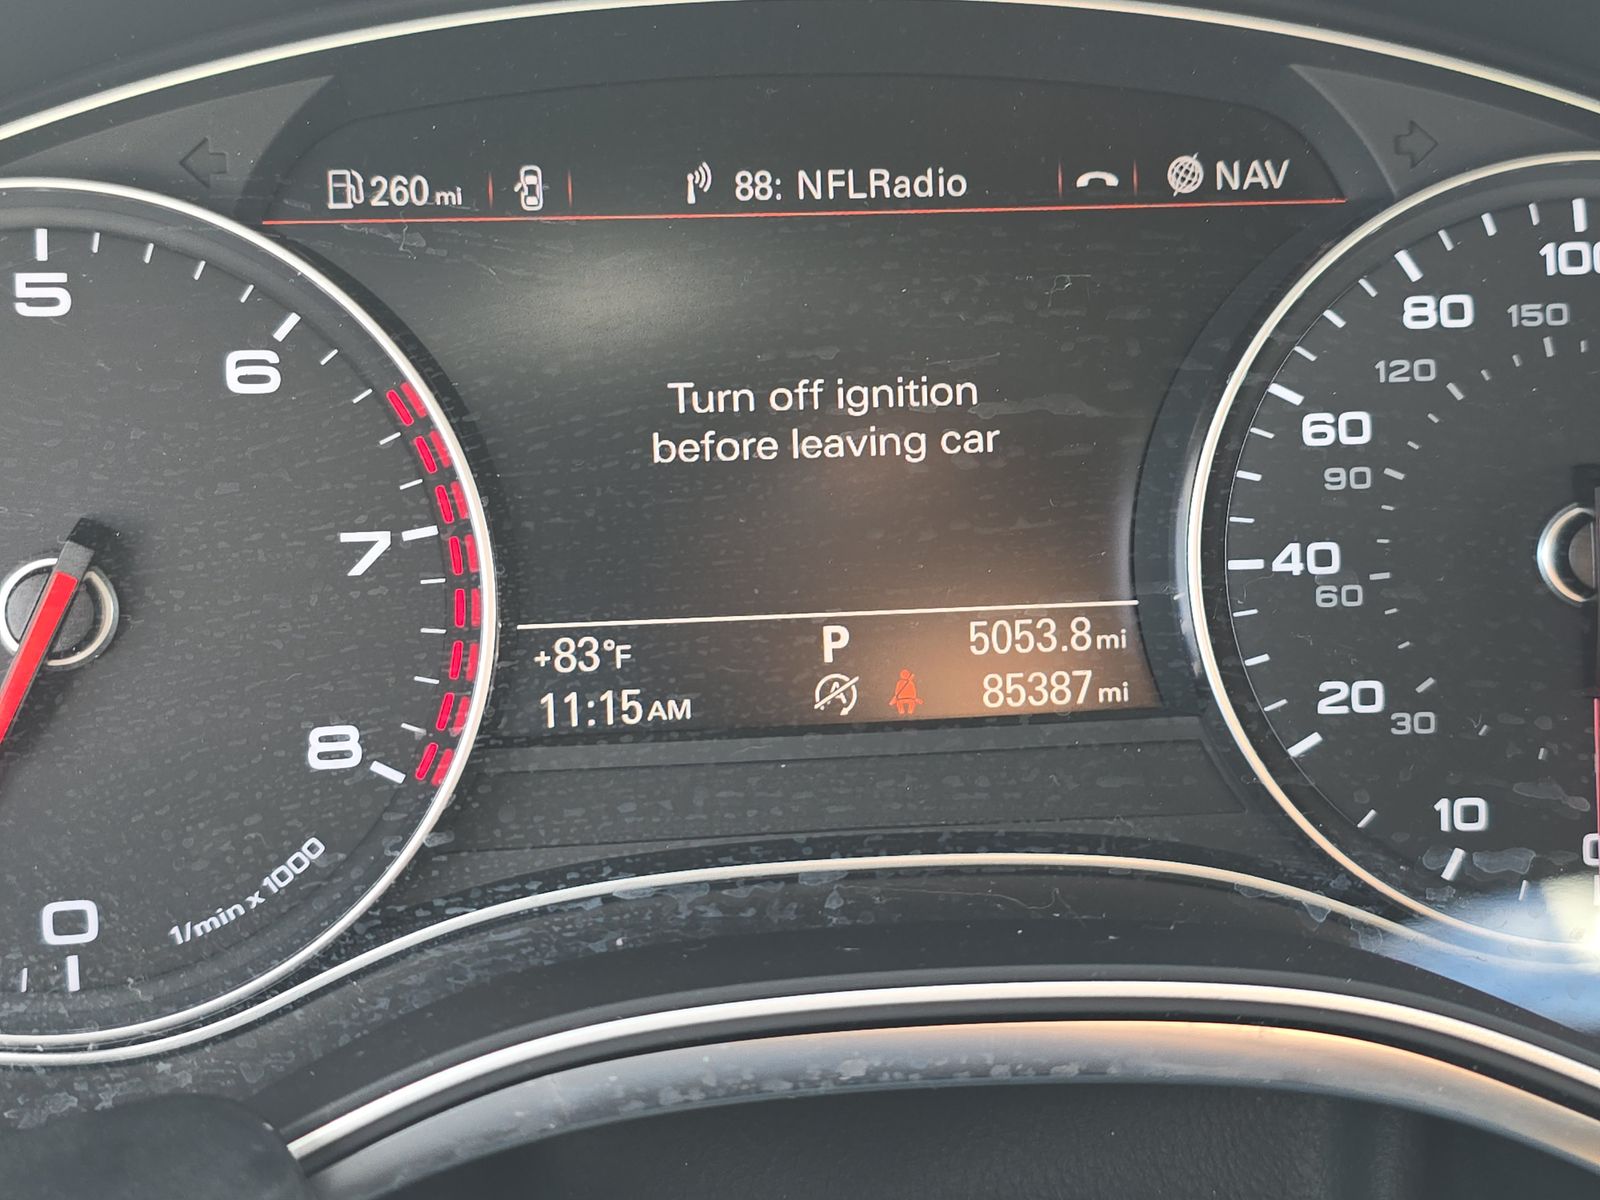 260 mi
88: NFLRadio
NAV
Turn off ignition
before leaving car
+83°F
P
5053.8 mi
11:15 AM
A
85387 mi
5
6
7
8
0
1/min x 1000
100
80
150
120
60
90
40
60
20
30
10
0